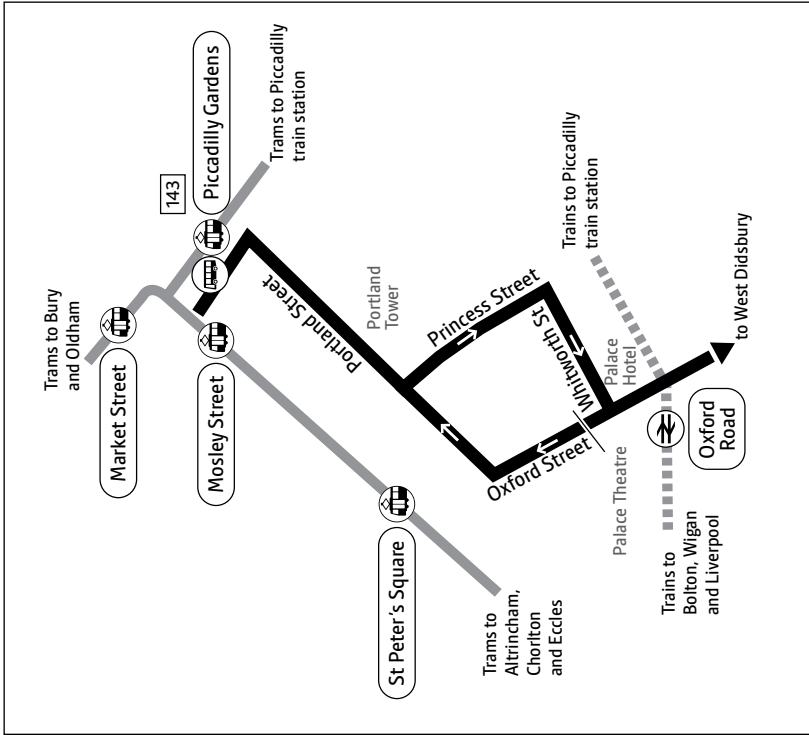 Trams to Bury
and Oldham
Market Street
Mosley Street
St Peter's Square
Trams to
Altrincham,
Chorlton
and Eccles
143
Piccadilly Gardens
Trams to Piccadilly
train station
Portland Street
Portland
Tower
Princess Street
Whitworth St
Oxford Street
Palace
Hotel
Palace Theatre
Trains to Piccadilly
train station
Oxford
Road
Trains to
Bolton, Wigan
and Liverpool
to West Didsbury